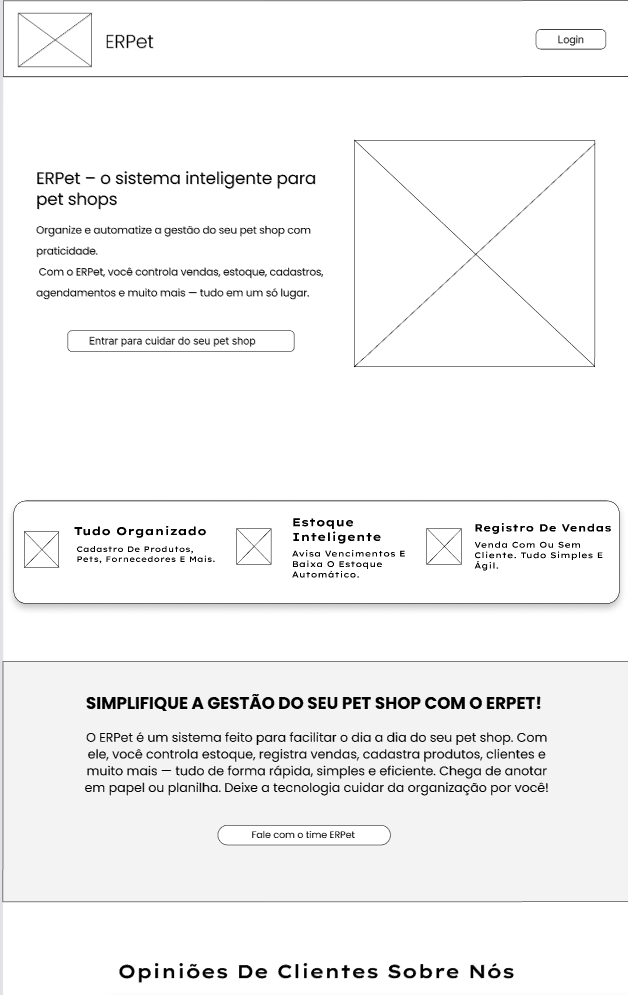 ERPet
Login
ERPet – o sistema inteligente para
pet shops
Organize e automatize a gestão do seu pet shop com
praticidade.
Com o ERPet, você controla vendas, estoque, cadastros,
agendamentos e muito mais — tudo em um só lugar.
Entrar para cuidar do seu pet shop
Tudo Organizado
Cadastro De Produtos,
Pets, Fornecedores E Mais.
Estoque
Inteligente
Avisa Vencimentos E
Baixa O Estoque
Automático.
Registro De Vendas
Venda Com Ou Sem
Cliente. Tudo Simples E
Ágil.
SIMPLIFIQUE A GESTÃO DO SEU PET SHOP COM O ERPET!
O ERPet é um sistema feito para facilitar o dia a dia do seu pet shop. Com
ele, você controla estoque, registra vendas, cadastra produtos, clientes e
muito mais — tudo de forma rápida, simples e eficiente. Chega de anotar
em papel ou planilha. Deixe a tecnologia cuidar da organização por você!
Fale com o time ERPet
Opiniões De Clientes Sobre Nós